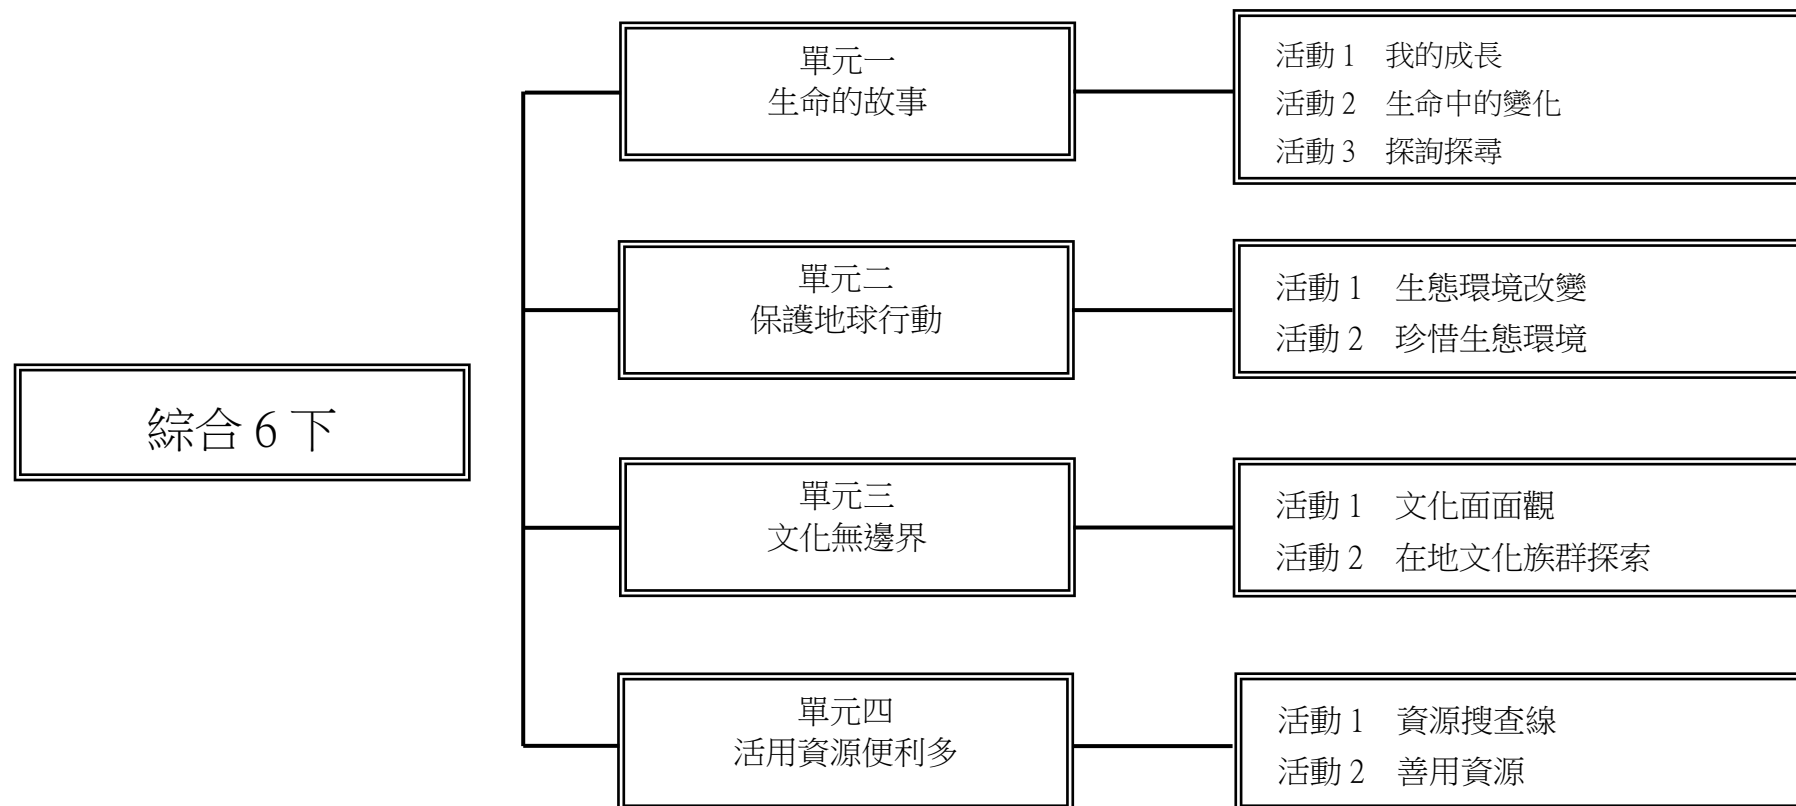 單元一
生命的故事
活動 1 我的成長
活動 2 生命中的變化
活動 3 探詢探尋
單元二
保護地球行動
活動 1 生態環境改變
活動 2 珍惜生態環境
綜合 6 下
單元三
文化無邊界
活動 1 文化面面觀
活動 2 在地文化族群探索
單元四
活用資源便利多
活動 1 資源搜查線
活動 2 善用資源